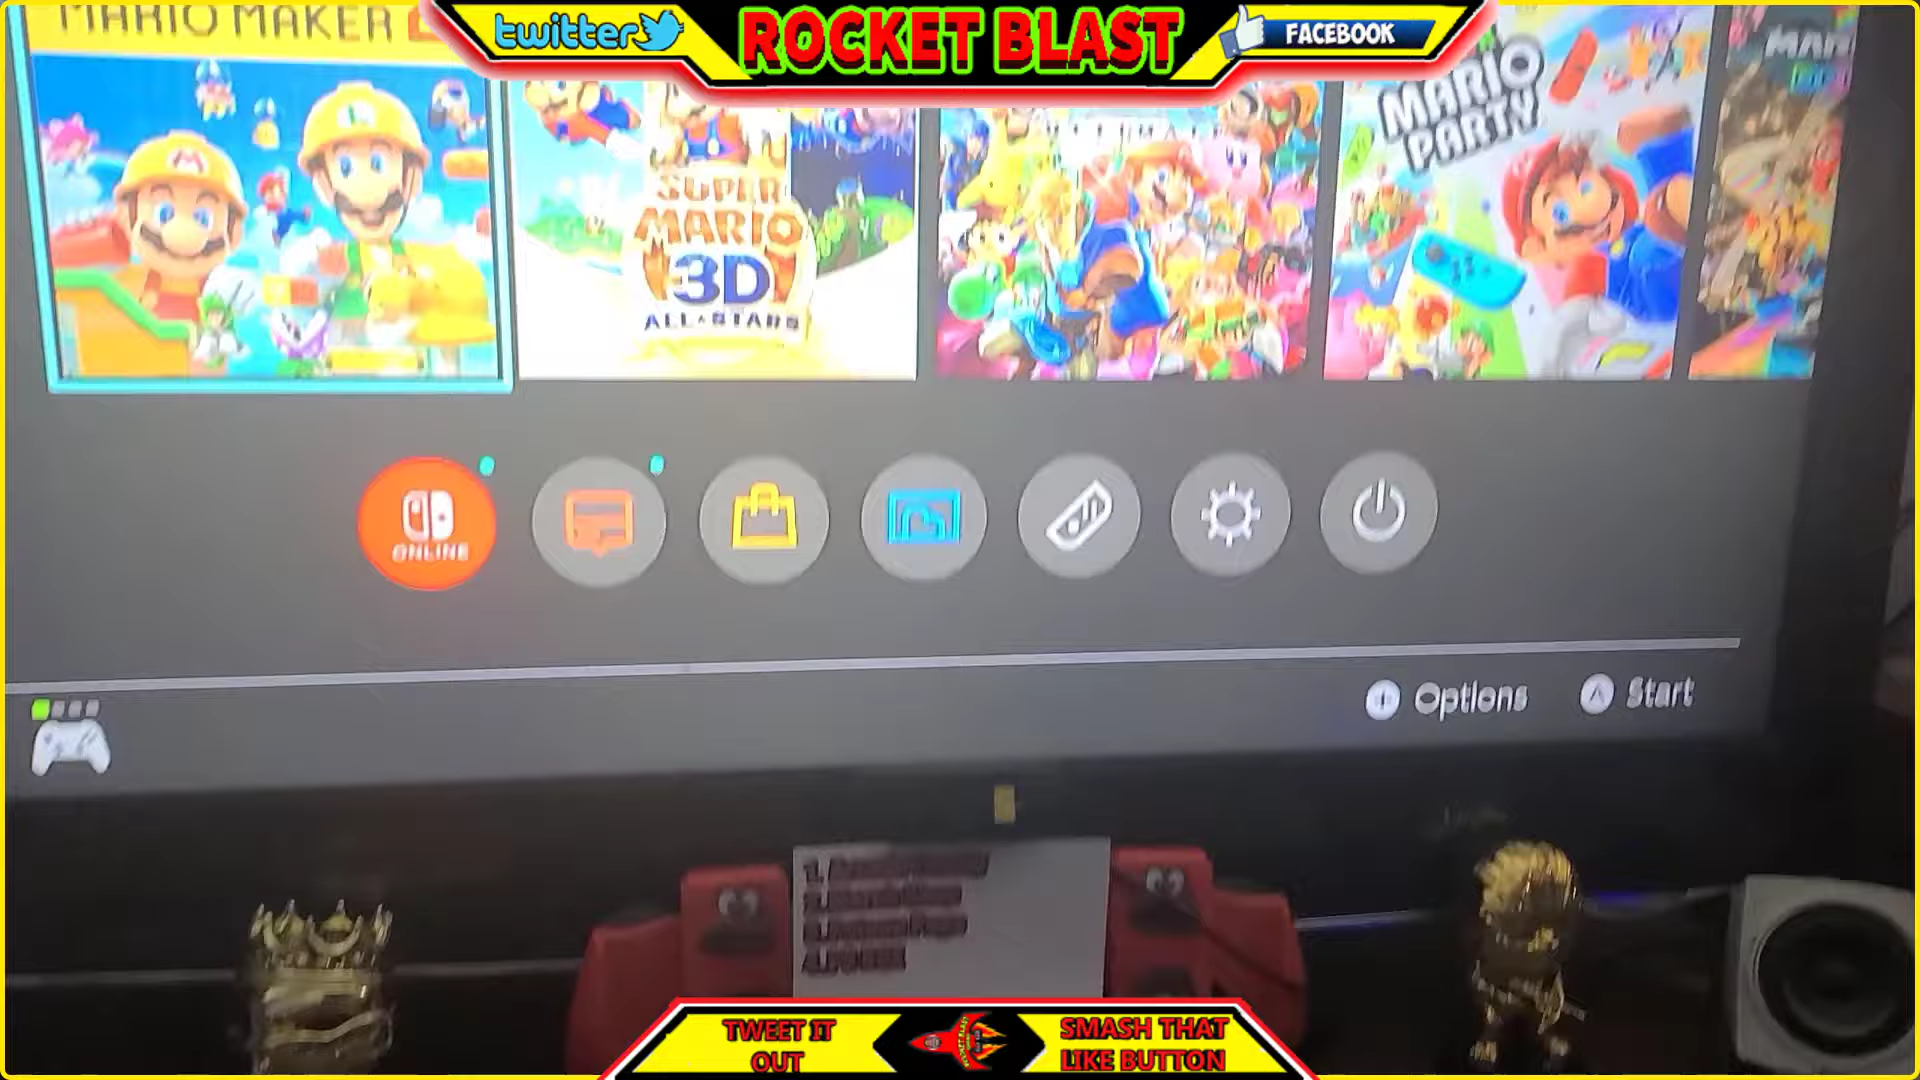 MARIO MAKER 2
twitter
ROCKET BLAST
FACEBOOK
SUPER
MARIO
3D
ALL★STARS
MARIO
PARTY
ONLINE
Options
A Start
TWEET IT
OUT
SMASH THAT
LIKE BUTTON